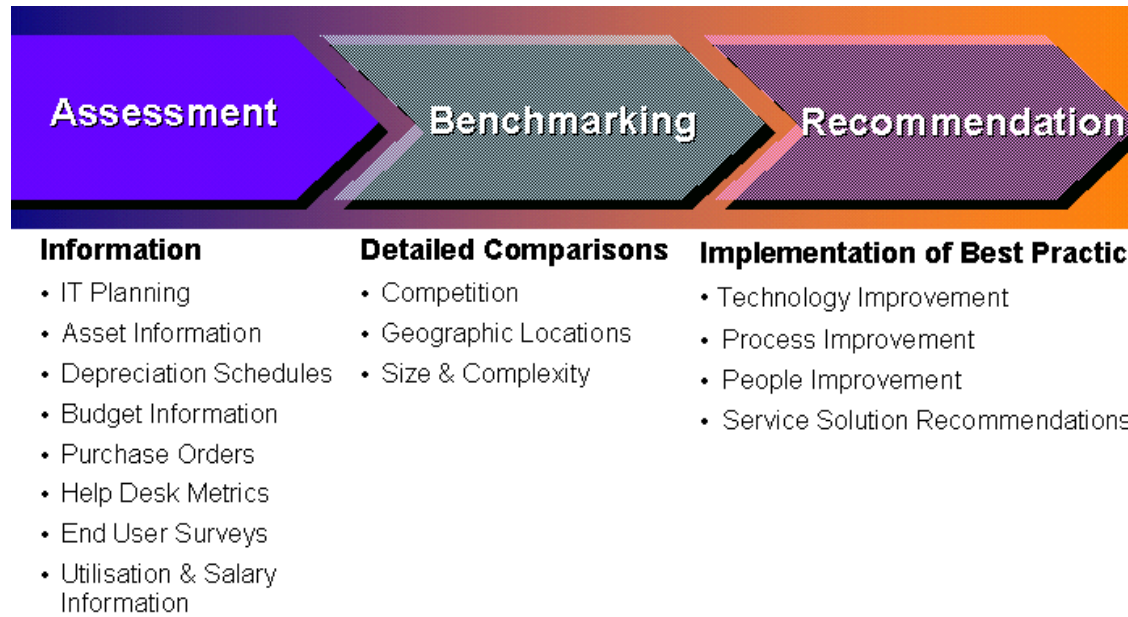 Assessment
Benchmarking
Recommendation
Information
• IT Planning
• Asset Information
• Depreciation Schedules
• Budget Information
• Purchase Orders
• Help Desk Metrics
• End User Surveys
• Utilisation & Salary
Information
Detailed Comparisons
• Competition
• Geographic Locations
• Size & Complexity
Implementation of Best Practic
• Technology Improvement
• Process Improvement
• People Improvement
• Service Solution Recommendations